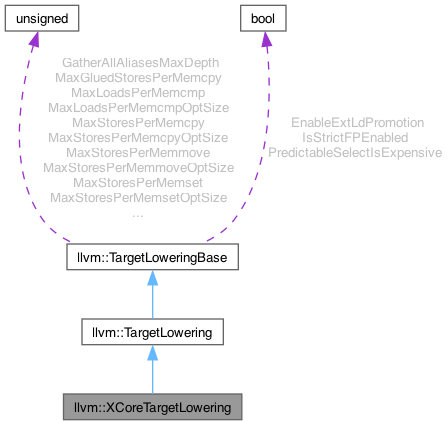 unsigned
bool
GatherAllAliasesMaxDepth
MaxGluedStoresPerMemcpy
MaxLoadsPerMemcmp
MaxLoadsPerMemcmpOptSize
MaxStoresPerMemcpy
MaxStoresPerMemcpyOptSize
MaxStoresPerMemmove
MaxStoresPerMemmoveOptSize
MaxStoresPerMemset
MaxStoresPerMemsetOptSize
...
EnableExtLdPromotion
IsStrictFPEnabled
PredictableSelectIsExpensive
llvm::TargetLoweringBase
llvm::TargetLowering
llvm::XCoreTargetLowering